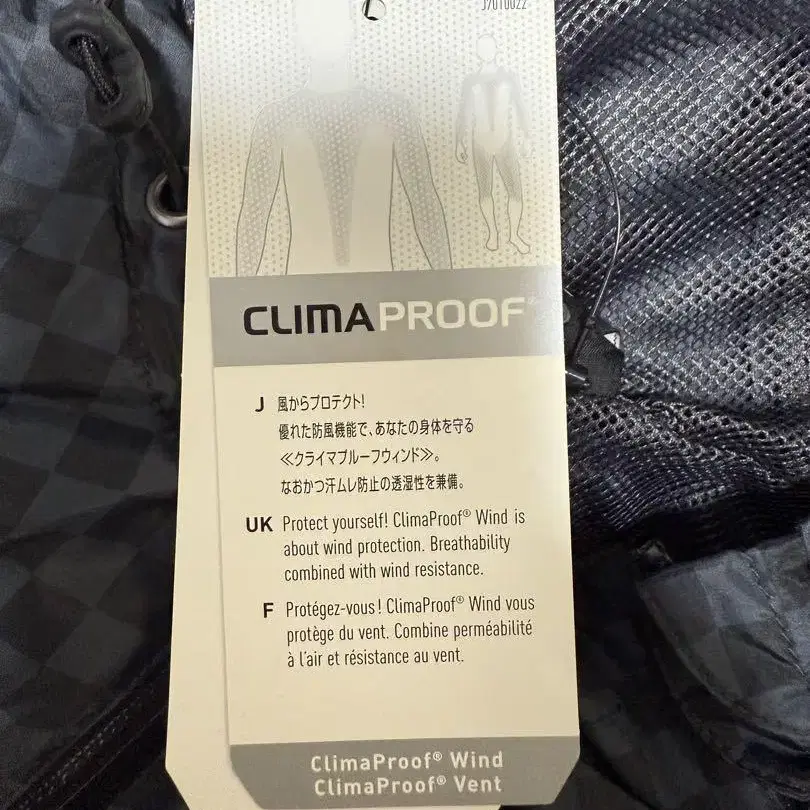 J9010022
CLIMAPROOF
J 風からプロテクト!
優れた防風機能で、あなたの身体を守る
≪クライマプルーフウィンド≫。
なおかつ汗ムレ防止の透湿性を兼備。
UK Protect yourself! ClimaProof® Wind is
about wind protection. Breathability
combined with wind resistance.
F Protégez-vous! ClimaProof® Wind vous
protège du vent. Combine perméabilité
à l'air et résistance au vent.
ClimaProof® Wind
ClimaProof® Vent